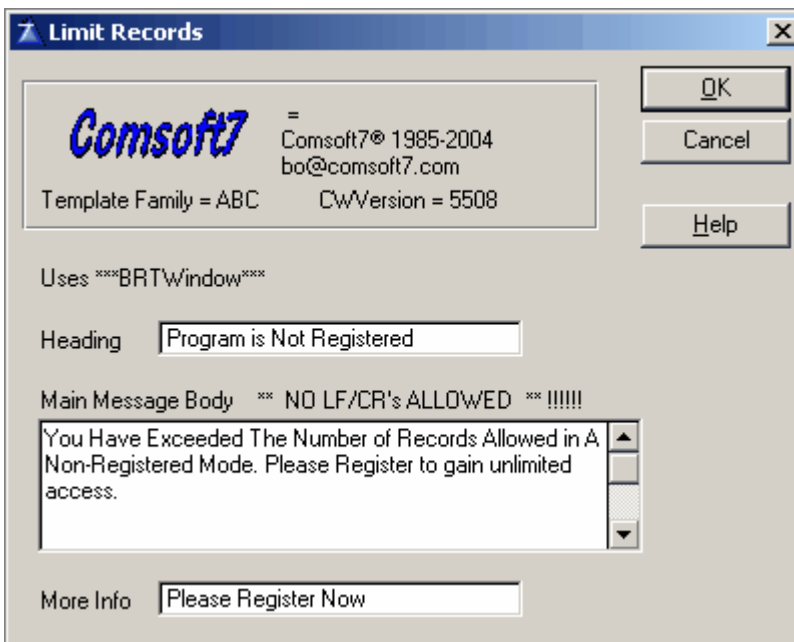 Limit Records
OK
Comsoft7
=
Comsoft7® 1985-2004
Cancel
bo@comsoft7.com
Template Family = ABC CWVersion = 5508
Help
Uses ***BRTWindow***
Heading Program is Not Registered
Main Message Body ** NO LF/CR's ALLOWED ** !!!!!!
You Have Exceeded The Number of Records Allowed in A
Non-Registered Mode. Please Register to gain unlimited
access.
More Info Please Register Now